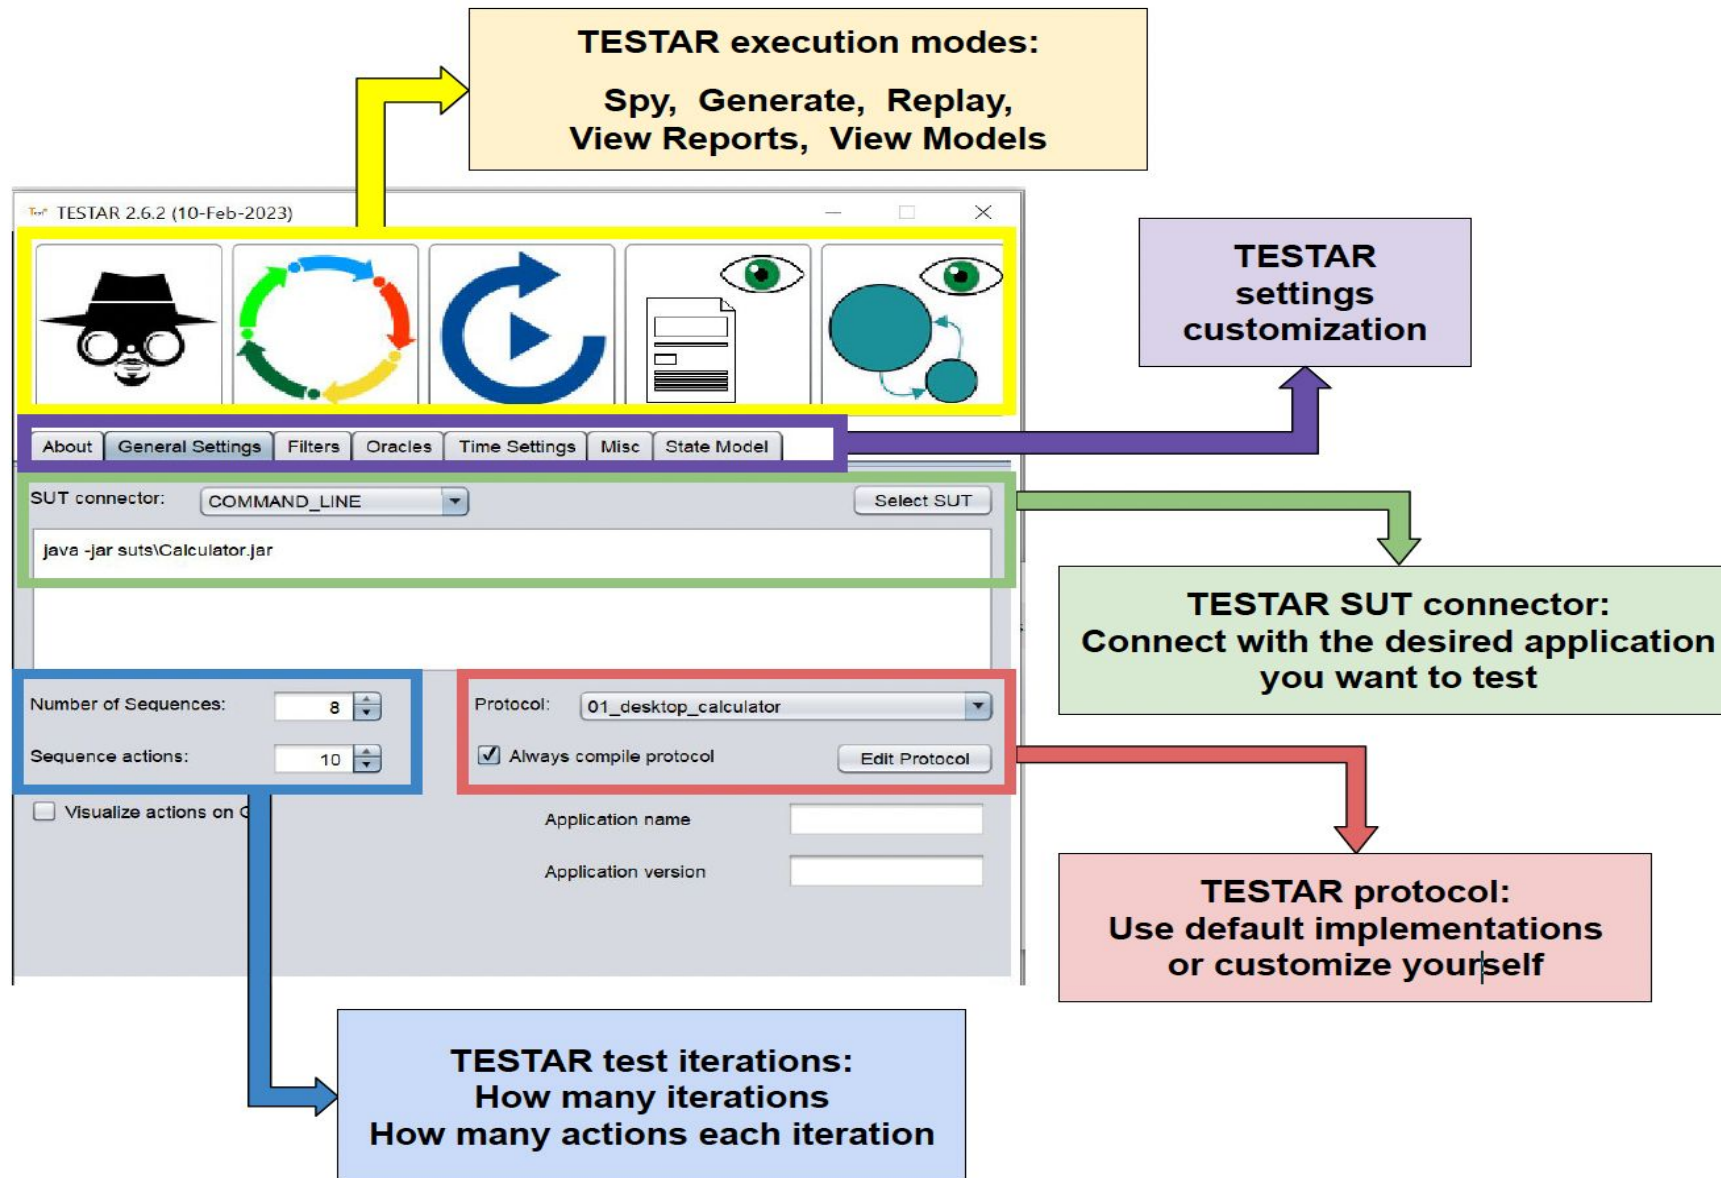 TESTAR execution modes:
Spy, Generate, Replay,
View Reports, View Models
TESTAR 2.6.2 (10-Feb-2023)
TESTAR
settings
customization
About General Settings Filters Oracles Time Settings Misc State Model
SUT connector: COMMAND_LINE Select SUT
java -jar suts\Calculator.jar
TESTAR SUT connector:
Connect with the desired application
you want to test
Number of Sequences: 8
Sequence actions: 10
Protocol: 01_desktop_calculator
Always compile protocol Edit Protocol
Visualize actions on
Application name
Application version
TESTAR protocol:
Use default implementations
or customize yourself
TESTAR test iterations:
How many iterations
How many actions each iteration